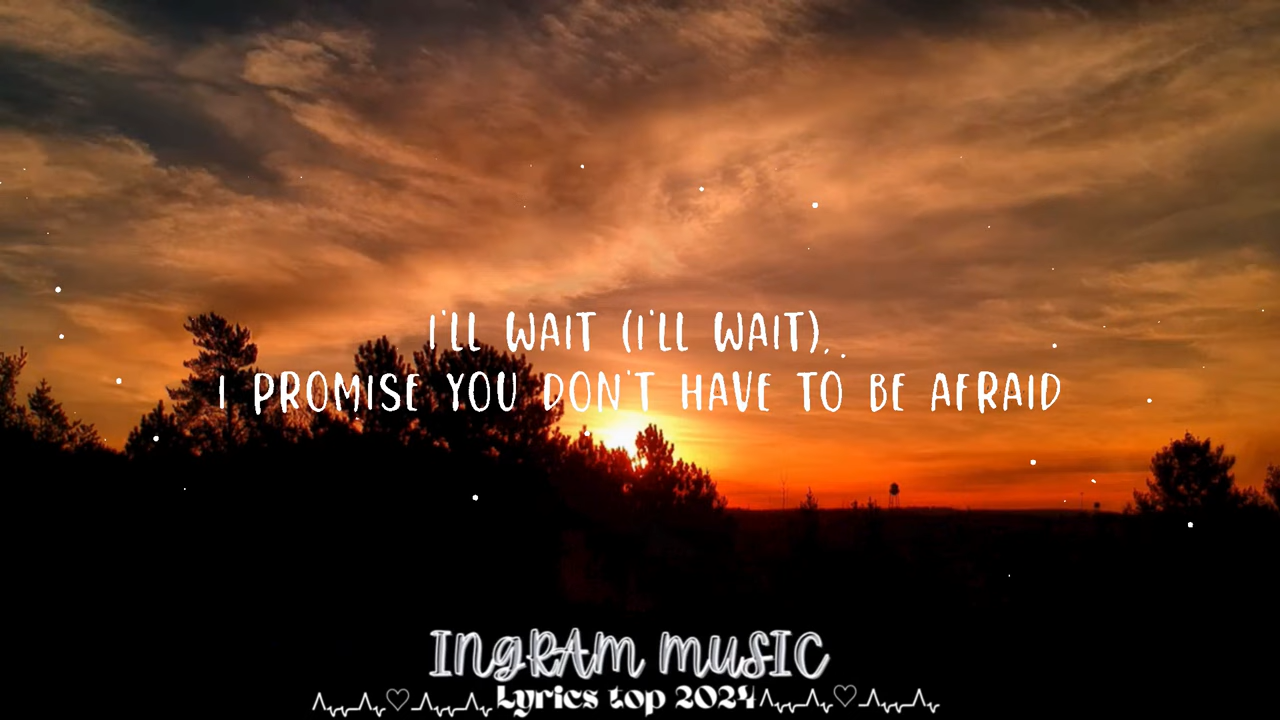 I'LL WAIT (I'LL WAIT),
I PROMISE YOU DON'T HAVE TO BE AFRAID
INgRAm mUSIC
Lyrics top 2024